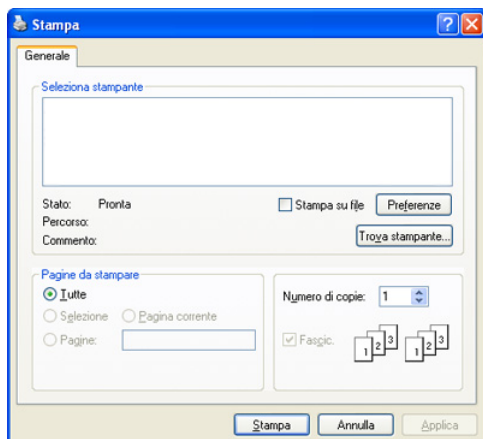 Stampa
Generale
Seleziona stampante
Stato: Pronta
Percorso:
Commento:
Stampa su file
Preferenze
Trova stampante...
Pagine da stampare
Tutte
Selezione Pagina corrente
Pagine:
Numero di copie: 1
Fascic.
1 2 3 1 2 3
Stampa Annulla Applica